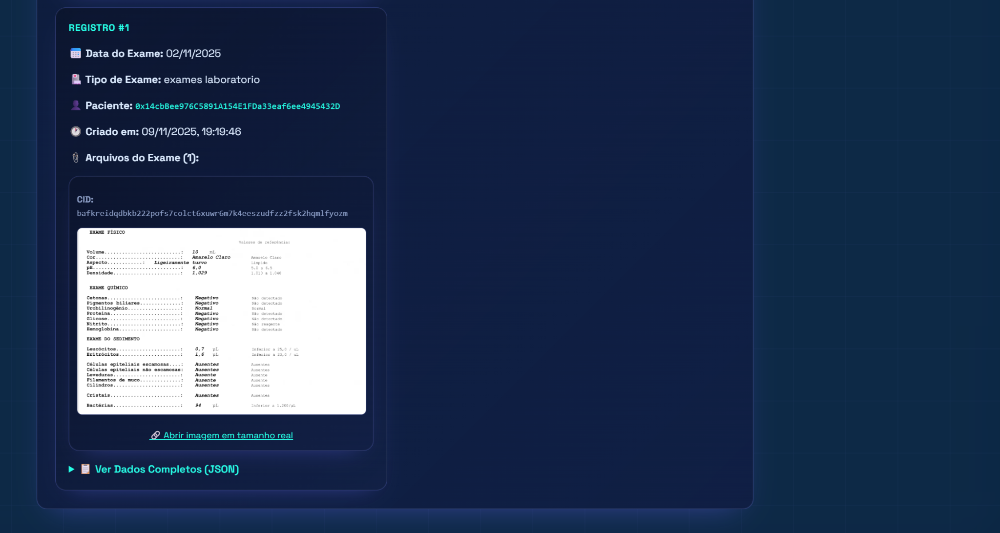 REGISTRO #1
Data do Exame: 02/11/2025
Tipo de Exame: exames laboratorio
Paciente: 0x14cbBee976C5891A154E1FDa33eaf6ee4945432D
Criado em: 09/11/2025, 19:19:46
Arquivos do Exame (1):
CID:
bafkreidqdbkb222pofs7colct6xuwr6m7k4eeszudfzz2fsk2hqmlfyozm
EXAME FÍSICO
Valores de referência:
Volume..........................: 10 mL
Cor.............................: Amarelo Claro Amarelo Claro
Aspecto............: Ligeiramente turvo Límpido
pH..............................: 6,0 5.0 a 6.5
Densidade.......................: 1,029 1.010 a 1.040
EXAME QUÍMICO
Cetonas.........................: Negativo Não detectado
Pigmentos biliares..............: Negativo Não detectado
Urobilinogênio..................: Normal Normal
Proteína........................: Negativo Não detectado
Glicose.........................: Negativo Não detectado
Nitrito.........................: Negativo Não reagente
Hemoglobina.....................: Negativo Não detectado
EXAME DO SEDIMENTO
Leucócitos......................: 0,7 µL Inferior a 25,0 / uL
Eritrócitos.....................: 1,6 µL Inferior a 23,0 / uL
Células epiteliais escamosas....: Ausentes Ausentes
Células epiteliais não escamosas: Ausentes Ausentes
Leveduras.......................: Ausente Ausente
Filamentos de muco..............: Ausente Ausente
Cilindros.......................: Ausentes Ausentes
Cristais........................: Ausentes Ausentes
Bactérias.......................: 94 µL Inferior a 1.200/µL
Abrir imagem em tamanho real
Ver Dados Completos (JSON)